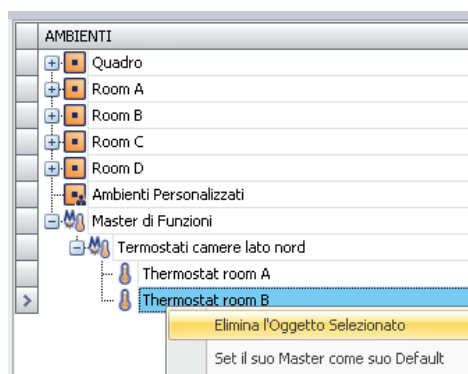 AMBIENTI
Quadro
Room A
Room B
Room C
Room D
Ambienti Personalizzati
Master di Funzioni
Termostati camere lato nord
Thermostat room A
Thermostat room B
Elimina l'Oggetto Selezionato
Set il suo Master come suo Default